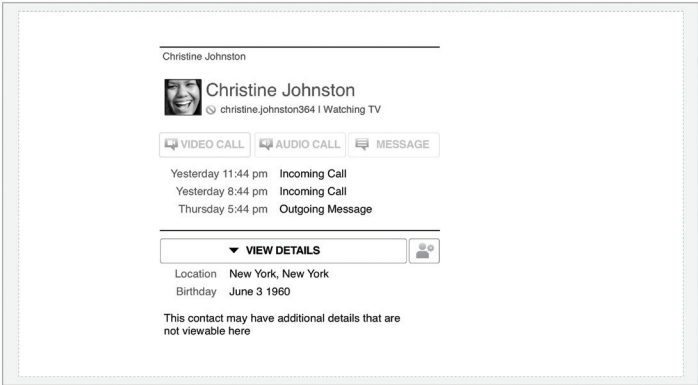 Christine Johnston
Christine Johnston
christine.johnston364 I Watching TV
VIDEO CALL AUDIO CALL MESSAGE
Yesterday 11:44 pm Incoming Call
Yesterday 8:44 pm Incoming Call
Thursday 5:44 pm Outgoing Message
VIEW DETAILS
Location New York, New York
Birthday June 3 1960
This contact may have additional details that are
not viewable here